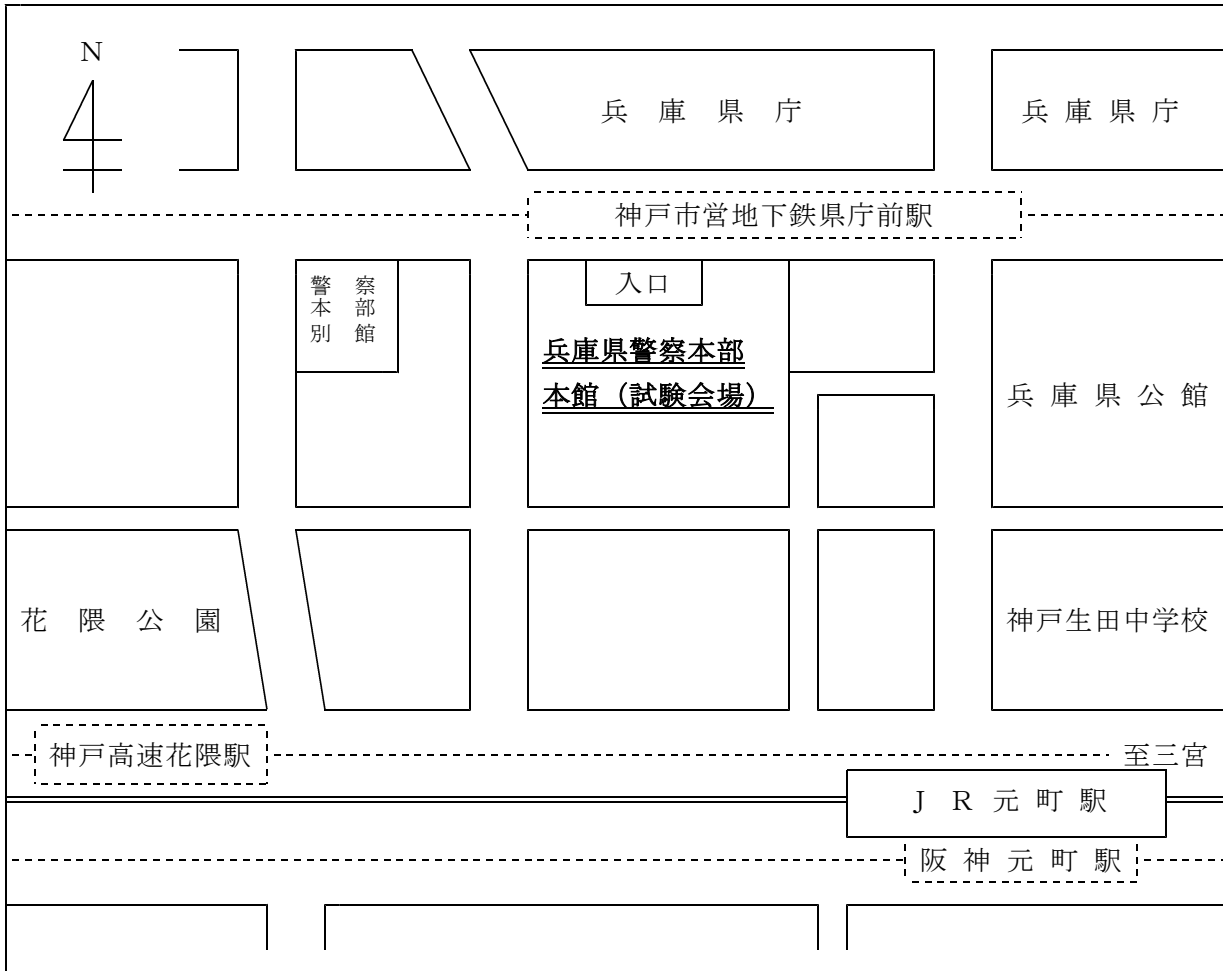 N
兵庫県庁
兵庫県庁
神戸市営地下鉄県庁前駅
警察
本部
別館
入口
兵庫県警察本部
本館（試験会場）
兵庫県公館
花隈公園
神戸生田中学校
神戸高速花隈駅
至三宮
ＪＲ元町駅
阪神元町駅